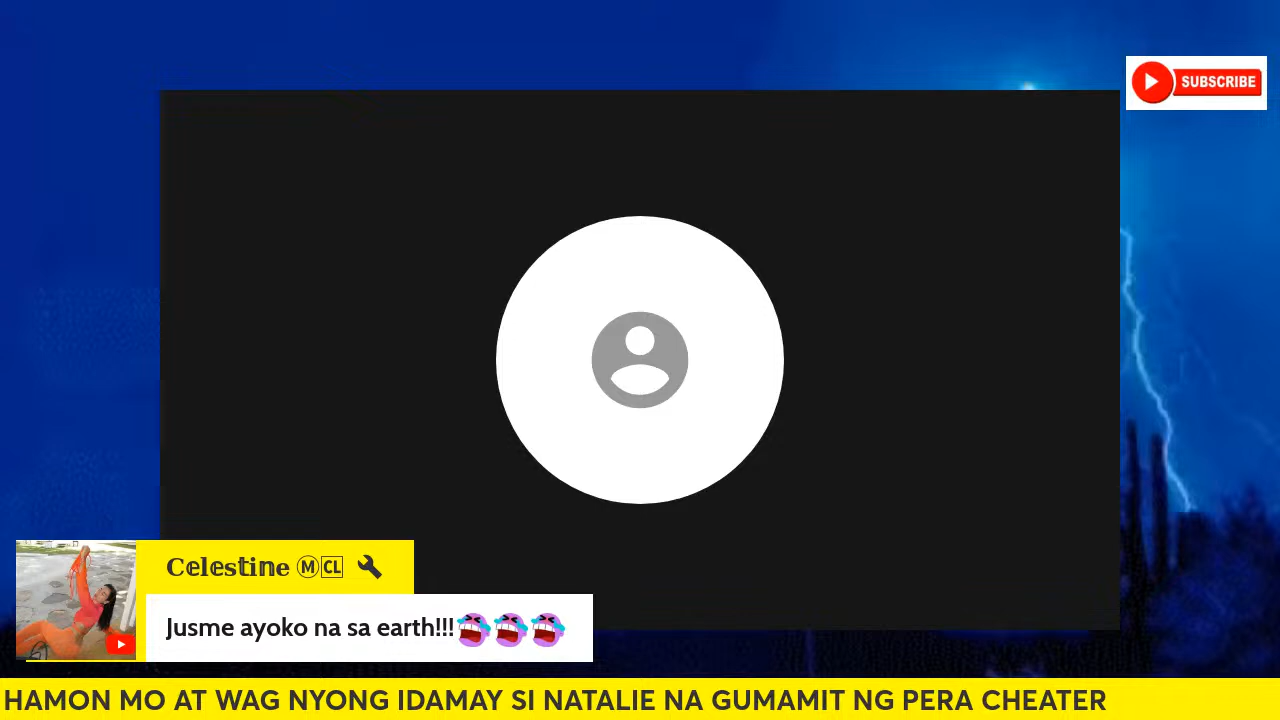 SUBSCRIBE
Celestine Ⓜ🄲🄻
Jusme ayoko na sa earth!!!
HAMON MO AT WAG NYONG IDAMAY SI NATALIE NA GUMAMIT NG PERA CHEATER